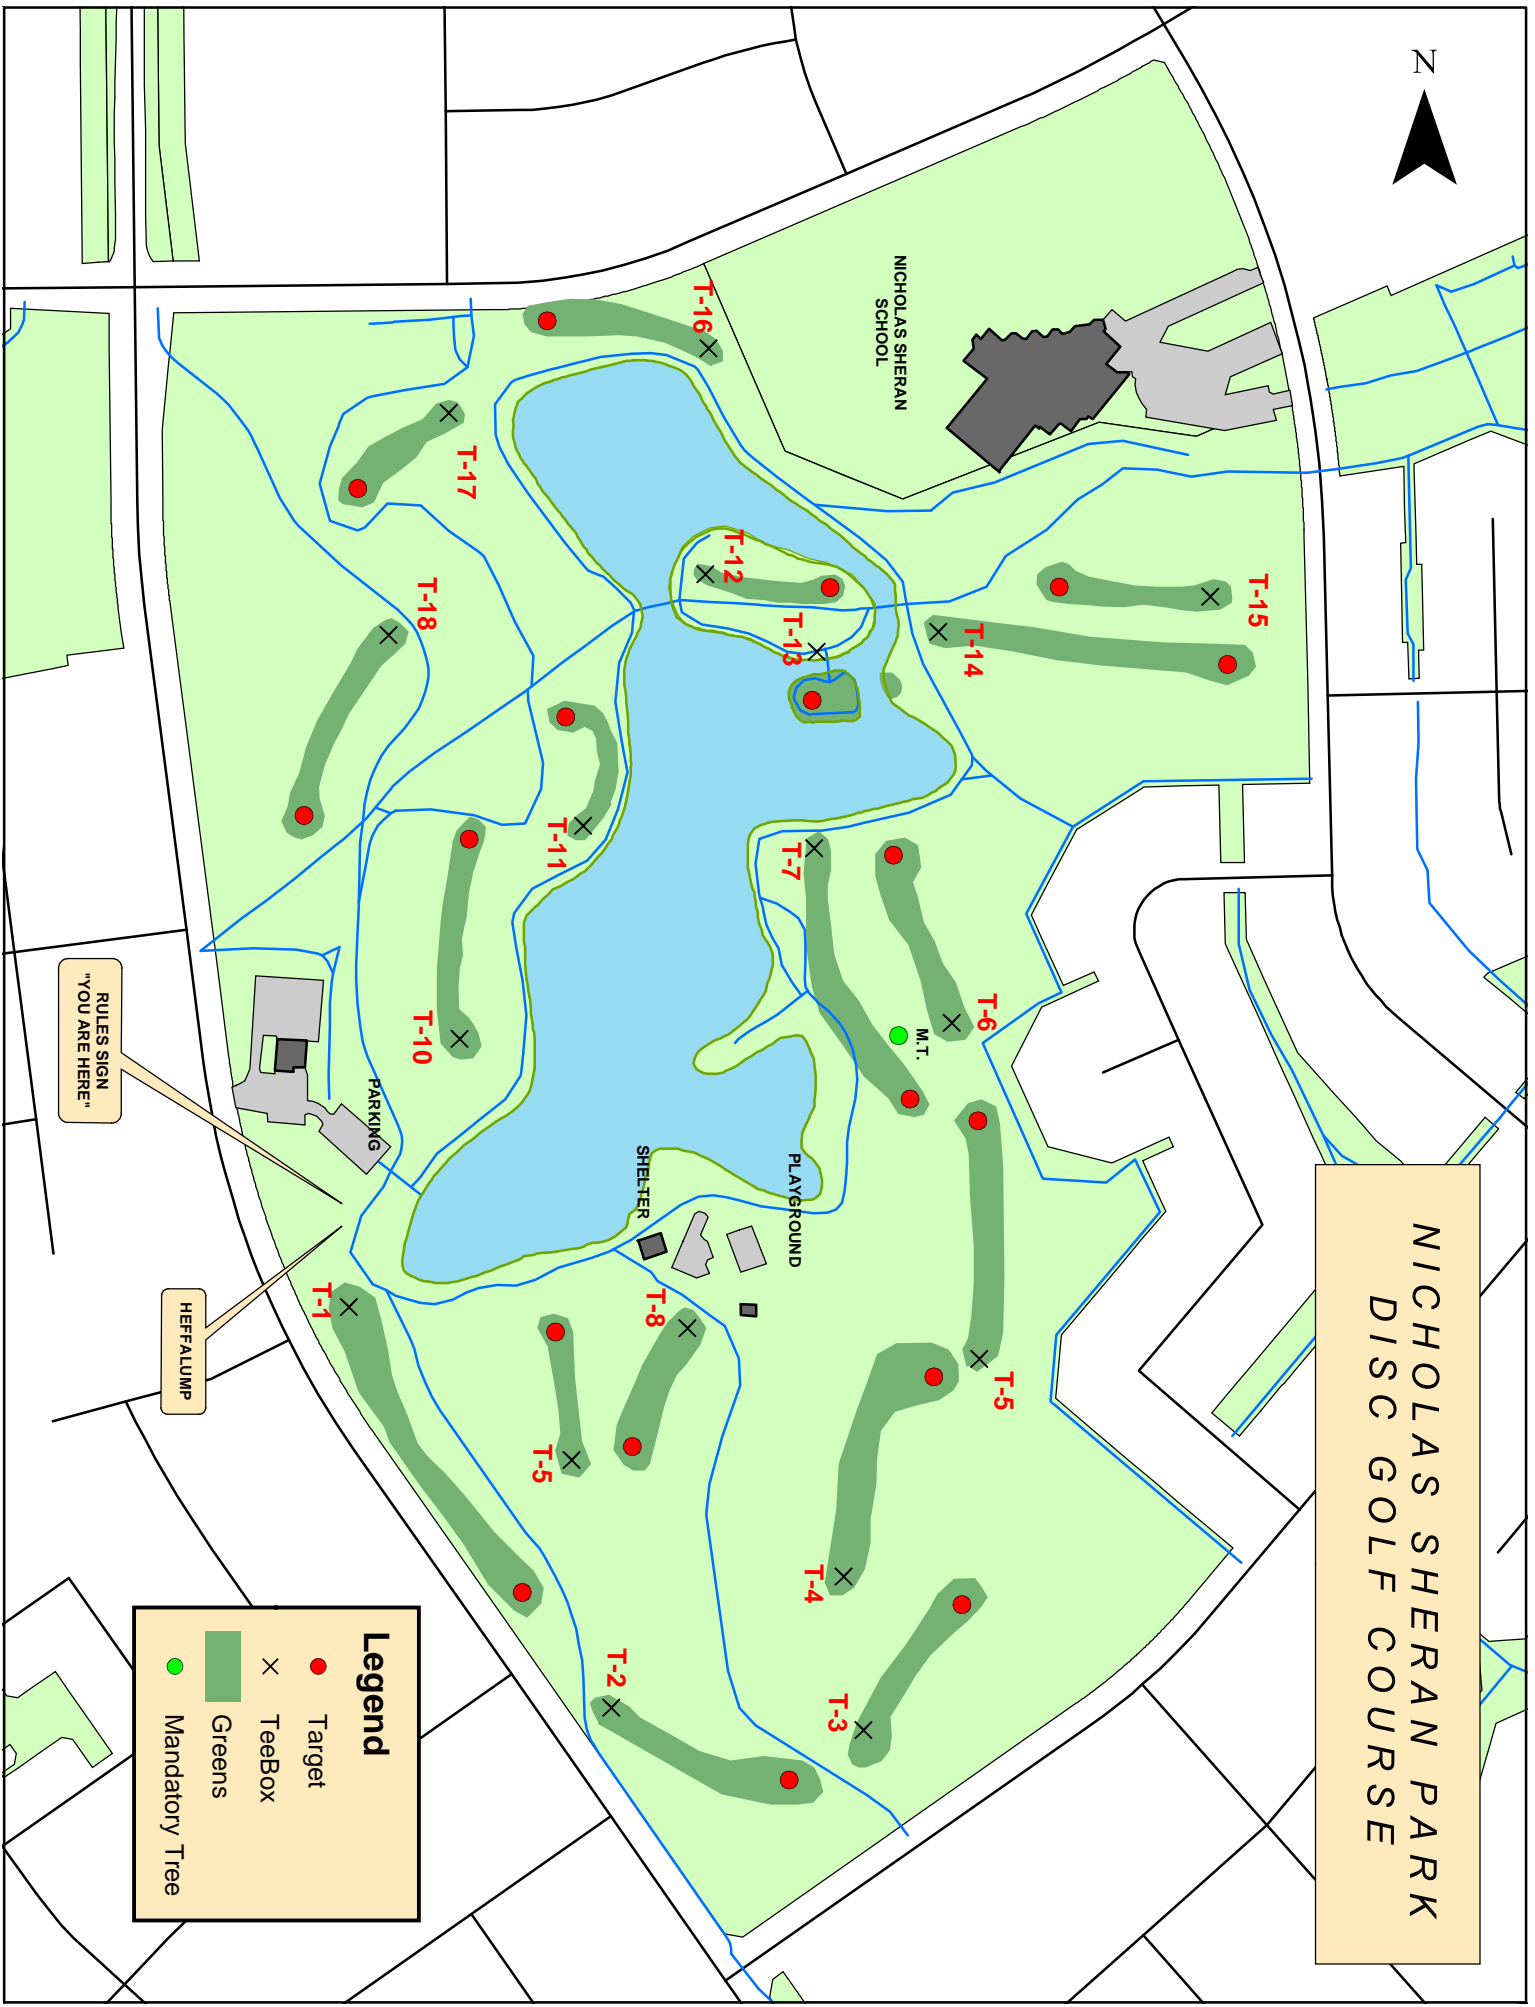 NICHOLAS SHERAN PARK
DISC GOLF COURSE
N
NICHOLAS SHERAN
SCHOOL
T-15
T-14
T-16
T-12
T-13
T-17
T-18
T-11
T-7
T-6
M.T.
T-10
PARKING
RULES SIGN
"YOU ARE HERE"
HEFFALUMP
SHELTER
PLAYGROUND
T-1
T-8
T-5
T-5
T-4
T-3
T-2
Legend
Target
TeeBox
Greens
Mandatory Tree